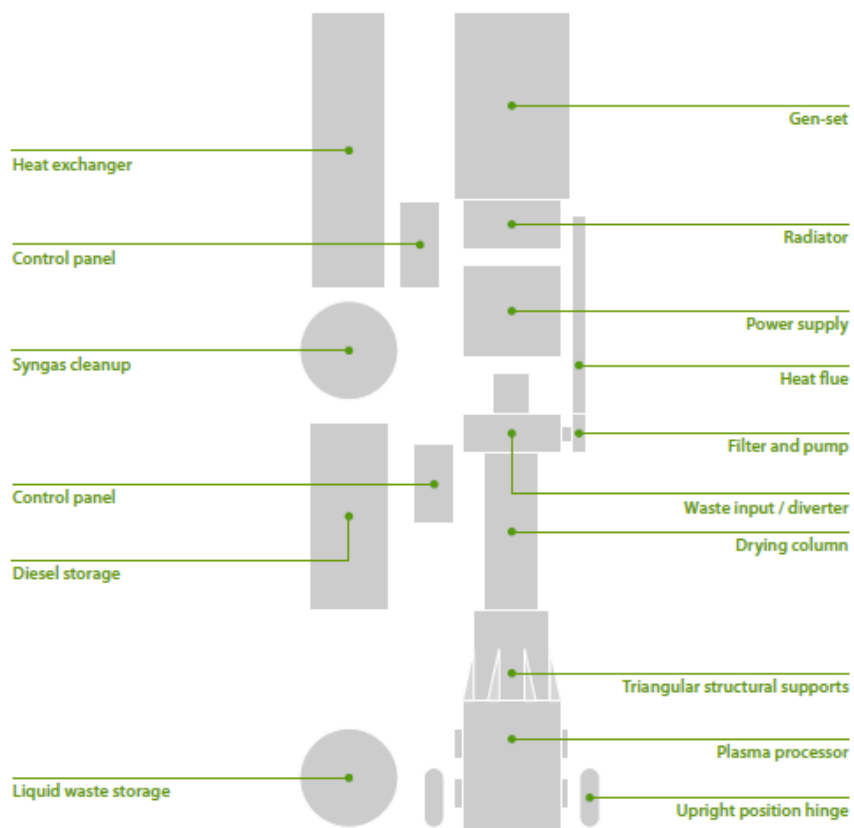 Gen-set
Heat exchanger
Radiator
Control panel
Power supply
Syngas cleanup
Heat flue
Filter and pump
Control panel
Waste input / diverter
Drying column
Diesel storage
Triangular structural supports
Plasma processor
Liquid waste storage
Upright position hinge